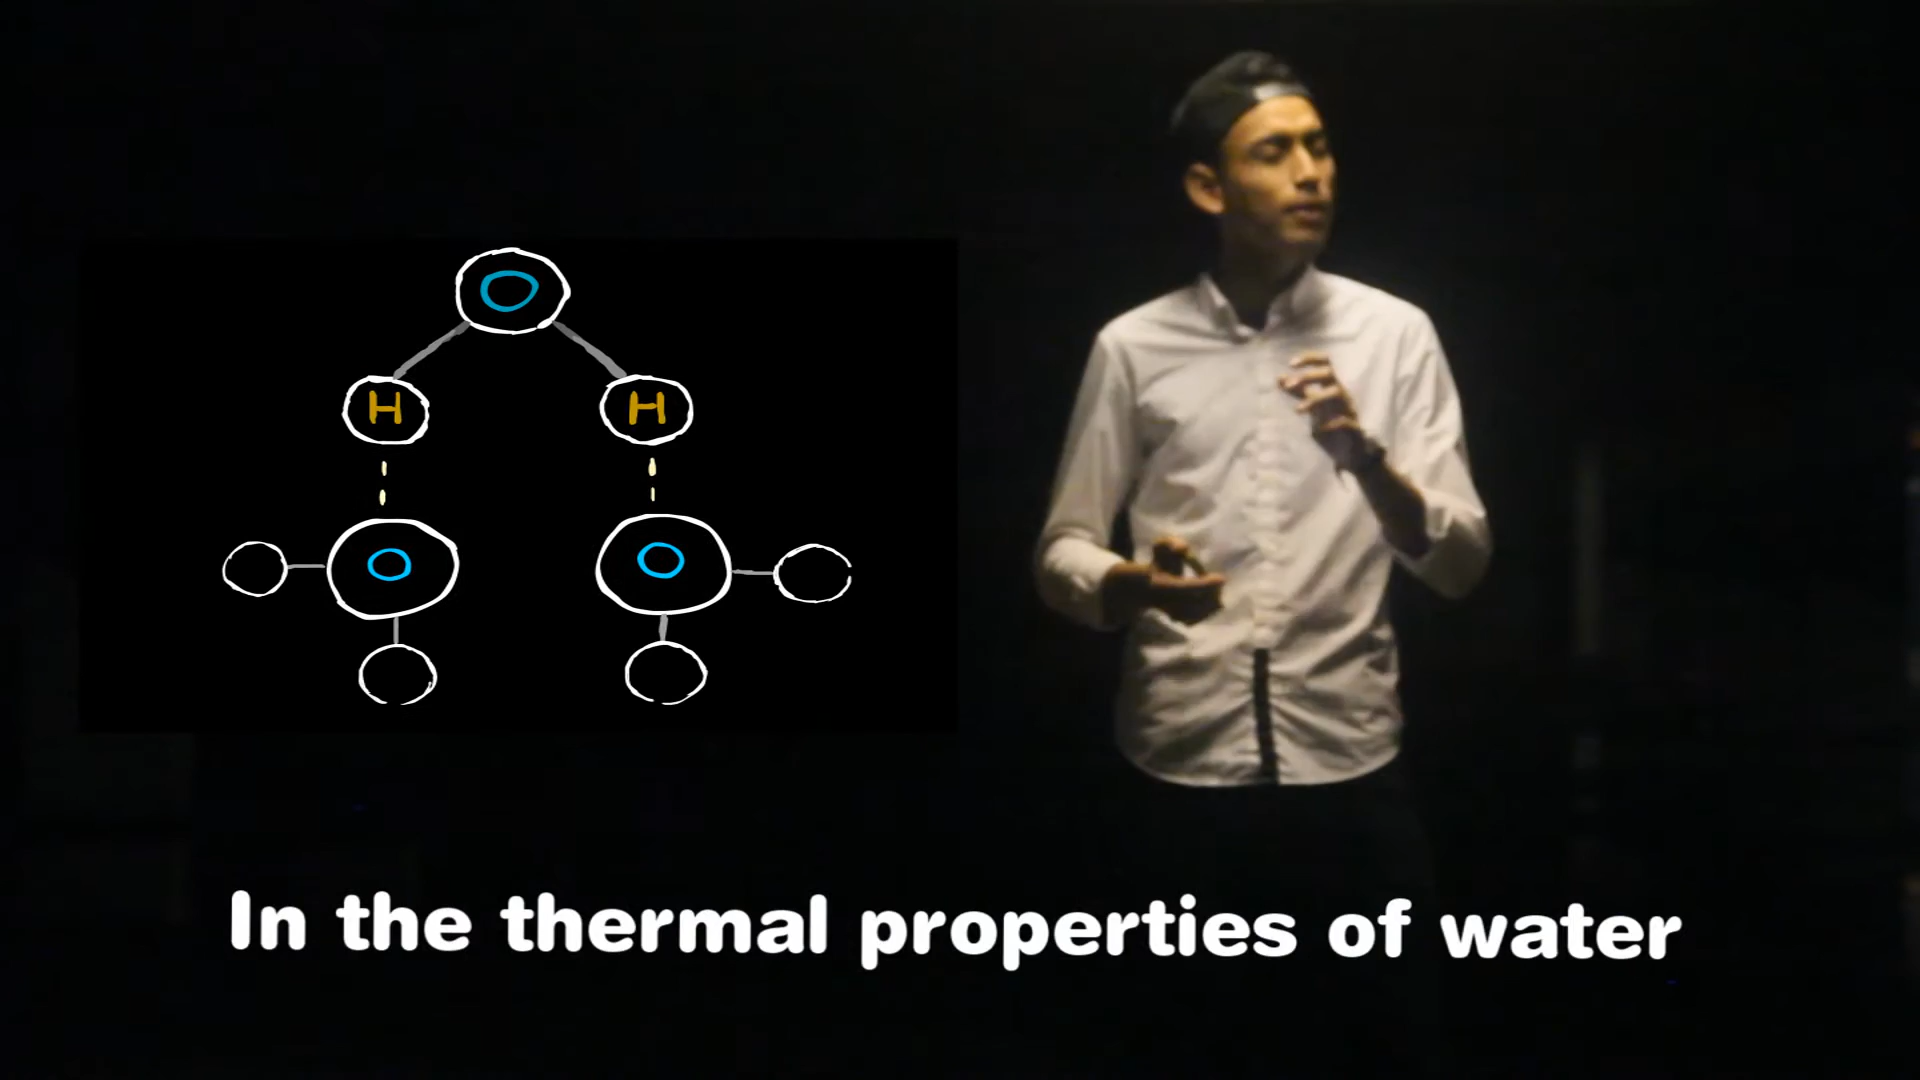 O
H H
O O
In the thermal properties of water